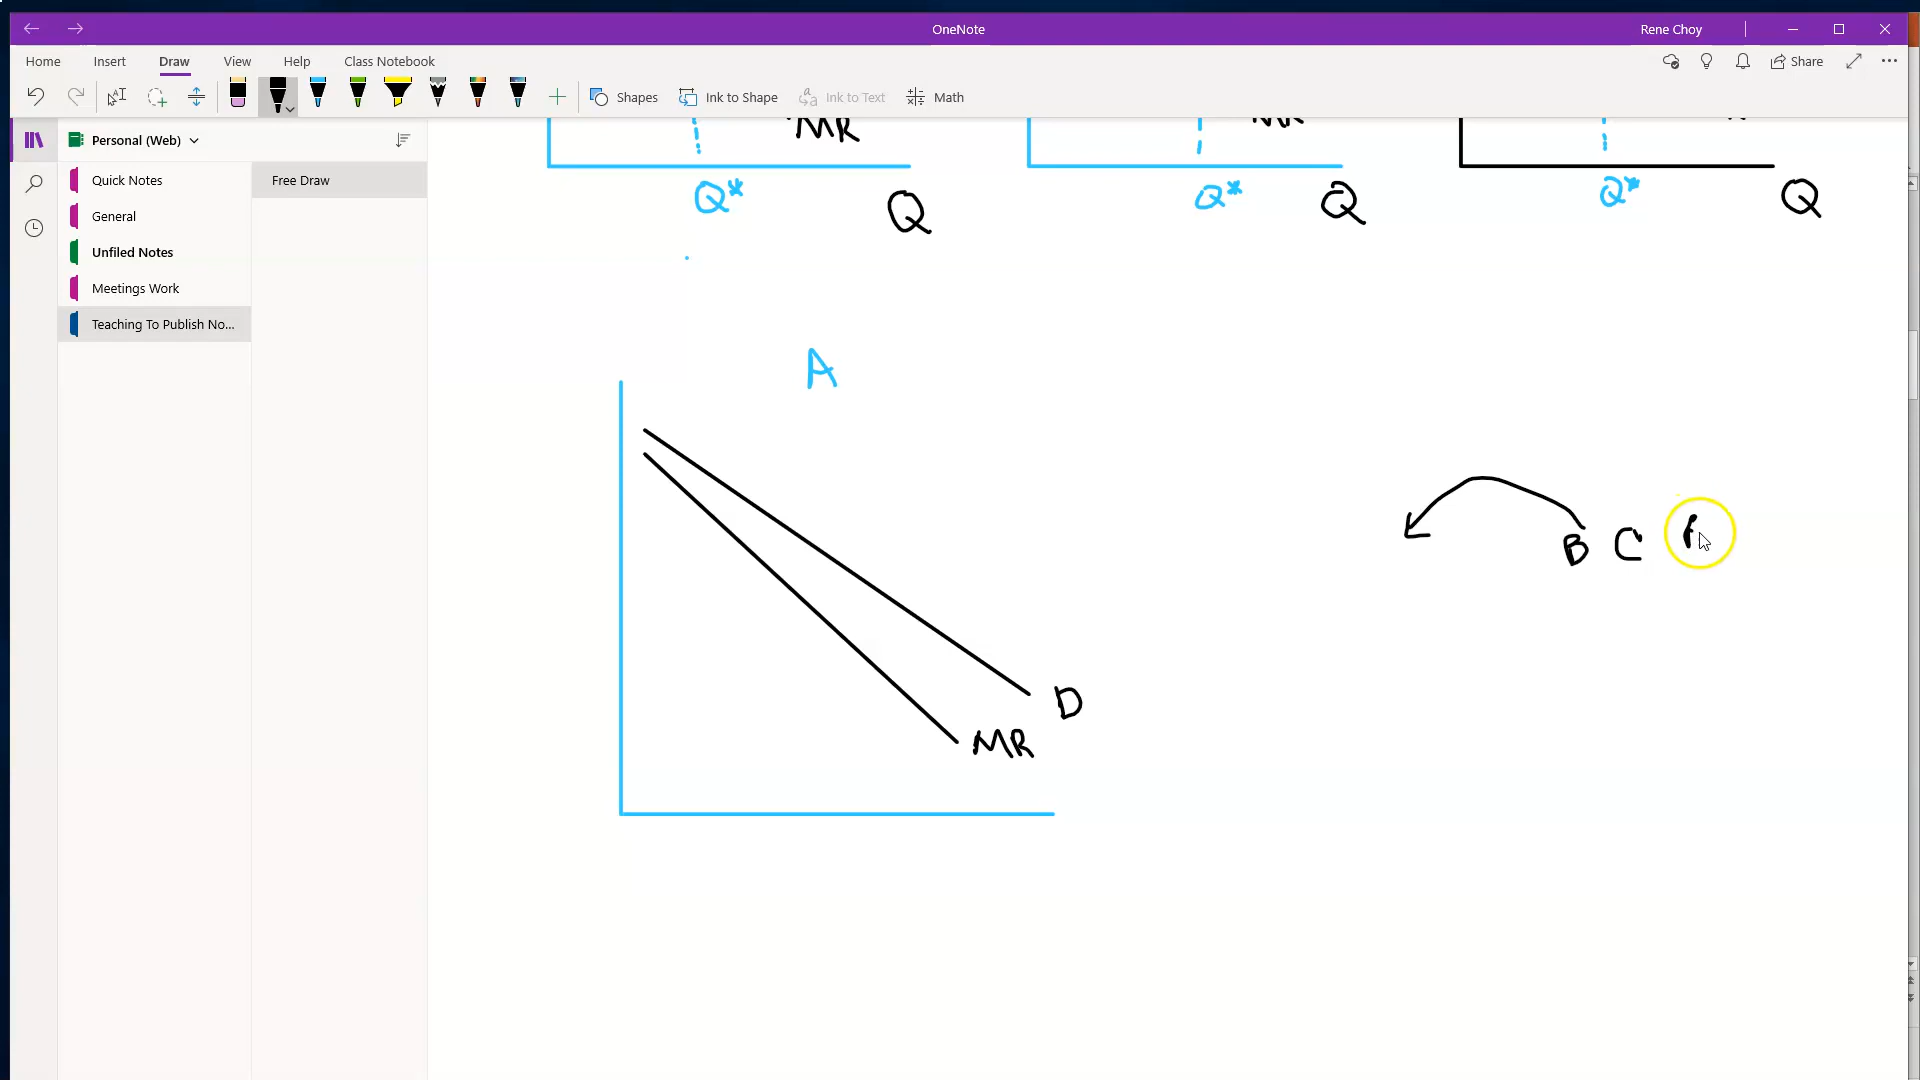 OneNote
Rene Choy
Home Insert Draw View Help Class Notebook
Share
Shapes Ink to Shape Ink to Text Math
Personal (Web)
Quick Notes
General
Unfiled Notes
Meetings Work
Teaching To Publish No...
Free Draw
MR
MR
Q* Q Q* Q Q* Q
A
B C
D
MR